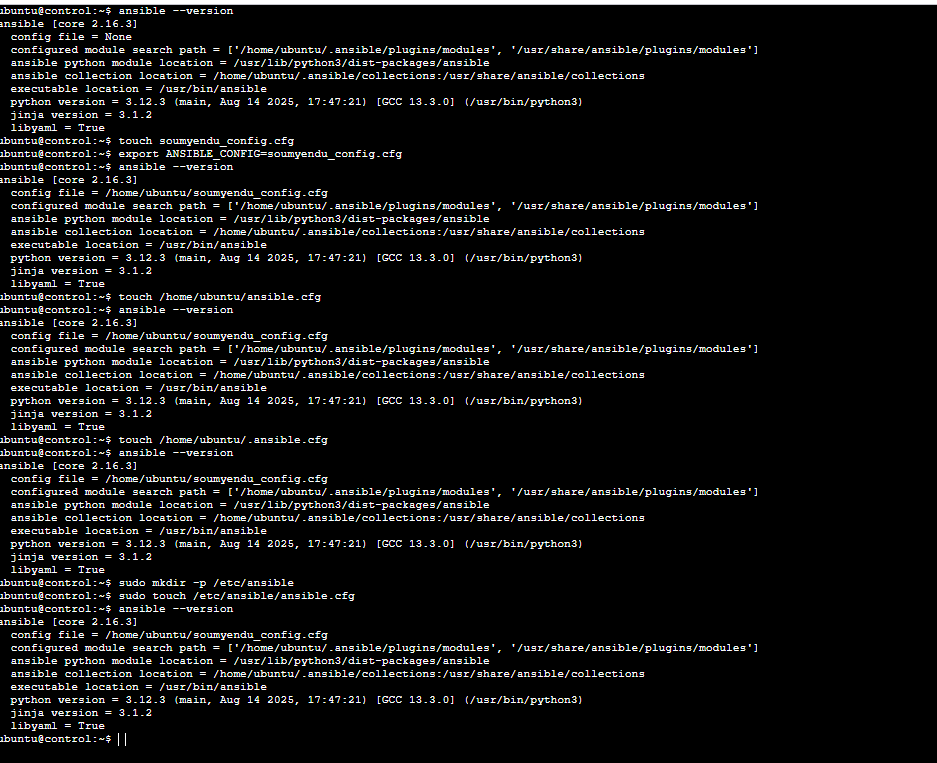 ubuntu@control:~$ ansible --version
ansible [core 2.16.3]
  config file = None
  configured module search path = ['/home/ubuntu/.ansible/plugins/modules', '/usr/share/ansible/plugins/modules']
  ansible python module location = /usr/lib/python3/dist-packages/ansible
  ansible collection location = /home/ubuntu/.ansible/collections:/usr/share/ansible/collections
  executable location = /usr/bin/ansible
  python version = 3.12.3 (main, Aug 14 2025, 17:47:21) [GCC 13.3.0] (/usr/bin/python3)
  jinja version = 3.1.2
  libyaml = True
ubuntu@control:~$ touch soumyendu_config.cfg
ubuntu@control:~$ export ANSIBLE_CONFIG=soumyendu_config.cfg
ubuntu@control:~$ ansible --version
ansible [core 2.16.3]
  config file = /home/ubuntu/soumyendu_config.cfg
  configured module search path = ['/home/ubuntu/.ansible/plugins/modules', '/usr/share/ansible/plugins/modules']
  ansible python module location = /usr/lib/python3/dist-packages/ansible
  ansible collection location = /home/ubuntu/.ansible/collections:/usr/share/ansible/collections
  executable location = /usr/bin/ansible
  python version = 3.12.3 (main, Aug 14 2025, 17:47:21) [GCC 13.3.0] (/usr/bin/python3)
  jinja version = 3.1.2
  libyaml = True
ubuntu@control:~$ touch /home/ubuntu/ansible.cfg
ubuntu@control:~$ ansible --version
ansible [core 2.16.3]
  config file = /home/ubuntu/soumyendu_config.cfg
  configured module search path = ['/home/ubuntu/.ansible/plugins/modules', '/usr/share/ansible/plugins/modules']
  ansible python module location = /usr/lib/python3/dist-packages/ansible
  ansible collection location = /home/ubuntu/.ansible/collections:/usr/share/ansible/collections
  executable location = /usr/bin/ansible
  python version = 3.12.3 (main, Aug 14 2025, 17:47:21) [GCC 13.3.0] (/usr/bin/python3)
  jinja version = 3.1.2
  libyaml = True
ubuntu@control:~$ touch /home/ubuntu/.ansible.cfg
ubuntu@control:~$ ansible --version
ansible [core 2.16.3]
  config file = /home/ubuntu/soumyendu_config.cfg
  configured module search path = ['/home/ubuntu/.ansible/plugins/modules', '/usr/share/ansible/plugins/modules']
  ansible python module location = /usr/lib/python3/dist-packages/ansible
  ansible collection location = /home/ubuntu/.ansible/collections:/usr/share/ansible/collections
  executable location = /usr/bin/ansible
  python version = 3.12.3 (main, Aug 14 2025, 17:47:21) [GCC 13.3.0] (/usr/bin/python3)
  jinja version = 3.1.2
  libyaml = True
ubuntu@control:~$ sudo mkdir -p /etc/ansible
ubuntu@control:~$ sudo touch /etc/ansible/ansible.cfg
ubuntu@control:~$ ansible --version
ansible [core 2.16.3]
  config file = /home/ubuntu/soumyendu_config.cfg
  configured module search path = ['/home/ubuntu/.ansible/plugins/modules', '/usr/share/ansible/plugins/modules']
  ansible python module location = /usr/lib/python3/dist-packages/ansible
  ansible collection location = /home/ubuntu/.ansible/collections:/usr/share/ansible/collections
  executable location = /usr/bin/ansible
  python version = 3.12.3 (main, Aug 14 2025, 17:47:21) [GCC 13.3.0] (/usr/bin/python3)
  jinja version = 3.1.2
  libyaml = True
ubuntu@control:~$